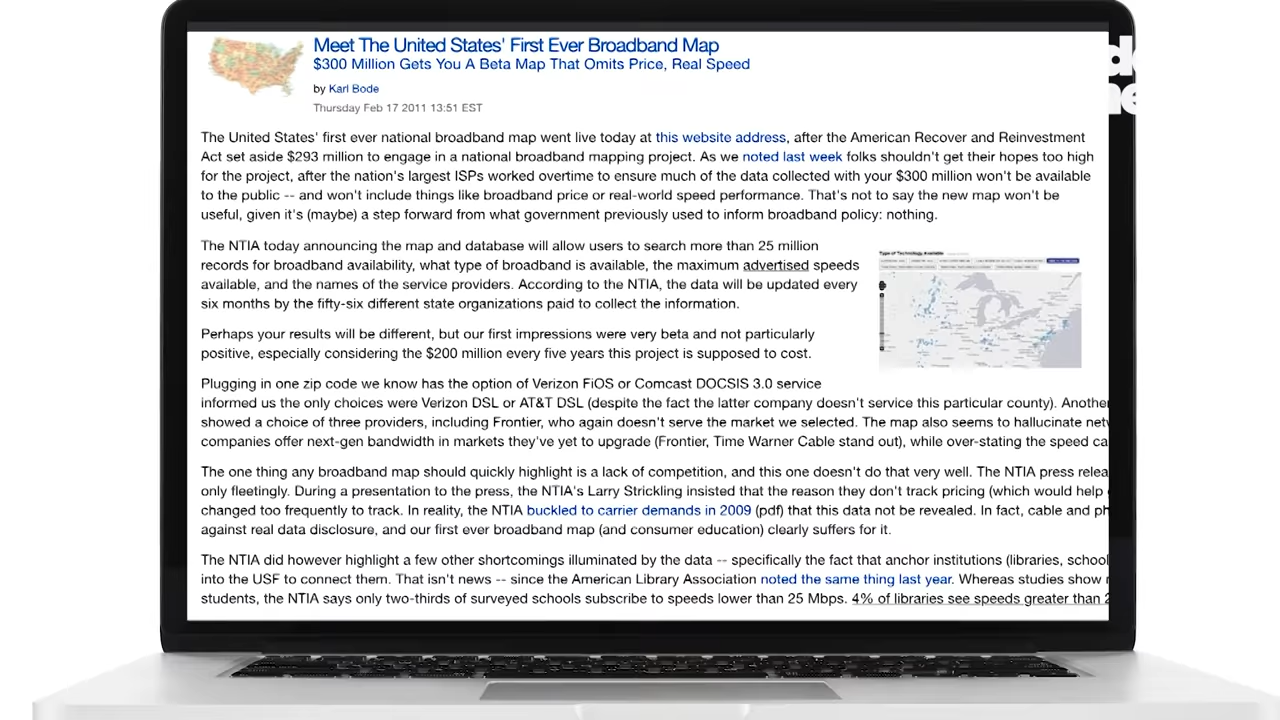 Meet The United States' First Ever Broadband Map
$300 Million Gets You A Beta Map That Omits Price, Real Speed
by Karl Bode
Thursday Feb 17 2011 13:51 EST
The United States' first ever national broadband map went live today at this website address, after the American Recover and Reinvestment
Act set aside $293 million to engage in a national broadband mapping project. As we noted last week folks shouldn't get their hopes too high
for the project, after the nation's largest ISPs worked overtime to ensure much of the data collected with your $300 million won't be available
to the public -- and won't include things like broadband price or real-world speed performance. That's not to say the new map won't be
useful, given it's (maybe) a step forward from what government previously used to inform broadband policy: nothing.
The NTIA today announcing the map and database will allow users to search more than 25 million
records for broadband availability, what type of broadband is available, the maximum advertised speeds
available, and the names of the service providers. According to the NTIA, the data will be updated every
six months by the fifty-six different state organizations paid to collect the information.
Type of Technology Available
Perhaps your results will be different, but our first impressions were very beta and not particularly
positive, especially considering the $200 million every five years this project is supposed to cost.
Plugging in one zip code we know has the option of Verizon FiOS or Comcast DOCSIS 3.0 service
informed us the only choices were Verizon DSL or AT&T DSL (despite the fact the latter company doesn't service this particular county). Another
showed a choice of three providers, including Frontier, who again doesn't serve the market we selected. The map also seems to hallucinate
companies offer next-gen bandwidth in markets they've yet to upgrade (Frontier, Time Warner Cable stand out), while over-stating the speed
The one thing any broadband map should quickly highlight is a lack of competition, and this one doesn't do that very well. The NTIA press
only fleetingly. During a presentation to the press, the NTIA's Larry Strickling insisted that the reason they don't track pricing (which would help
changed too frequently to track. In reality, the NTIA buckled to carrier demands in 2009 (pdf) that this data not be revealed. In fact, cable and
against real data disclosure, and our first ever broadband map (and consumer education) clearly suffers for it.
The NTIA did however highlight a few other shortcomings illuminated by the data -- specifically the fact that anchor institutions (libraries,
into the USF to connect them. That isn't news -- since the American Library Association noted the same thing last year. Whereas studies show
students, the NTIA says only two-thirds of surveyed schools subscribe to speeds lower than 25 Mbps. 4% of libraries see speeds greater than